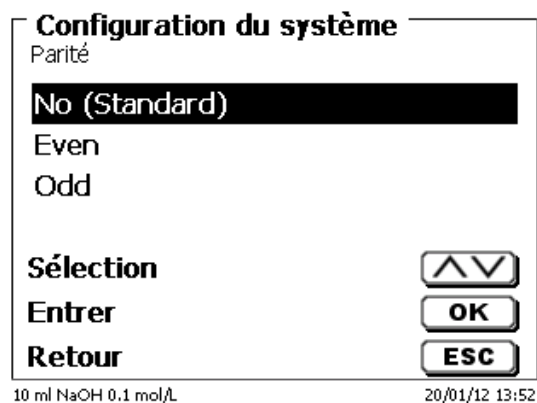 Configuration du système
Parité
No (Standard)
Even
Odd
Sélection
Entrer OK
Retour ESC
10 ml NaOH 0.1 mol/L 20/01/12 13:52